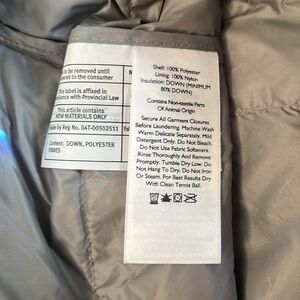 be removed until
ered to the consumer
This label is affixed in
pliance with Provincial Law
This article contains
NEW MATERIALS ONLY
Reg No. 04T-00502511
Content: DOWN, POLYESTER
FIBRES
N
Shell: 100% Polyester
Lining: 100% Nylon
Insulation: DOWN (MINIMUM
80% DOWN)
Contains Non-textile Parts
Of Animal Origin
Secure All Garment Closures
Before Laundering. Machine Wash
Warm Delicate Separately. Mild
Detergent Only. Do Not Bleach.
Do Not Use Fabric Softeners.
Rinse Thoroughly And Remove
Promptly. Tumble Dry Low. Do
Not Hang To Dry. Do Not Iron
Or Steam. For Best Results Dry
With Clean Tennis Ball.